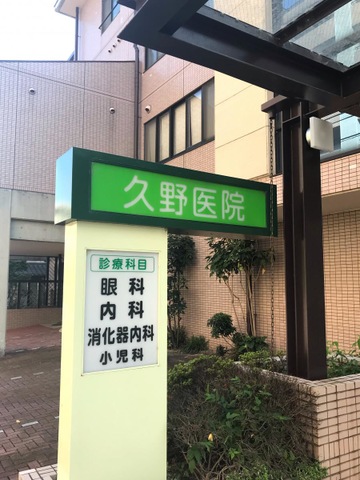 久野医院
診療科目
眼科
内科
消化器内科
小児科